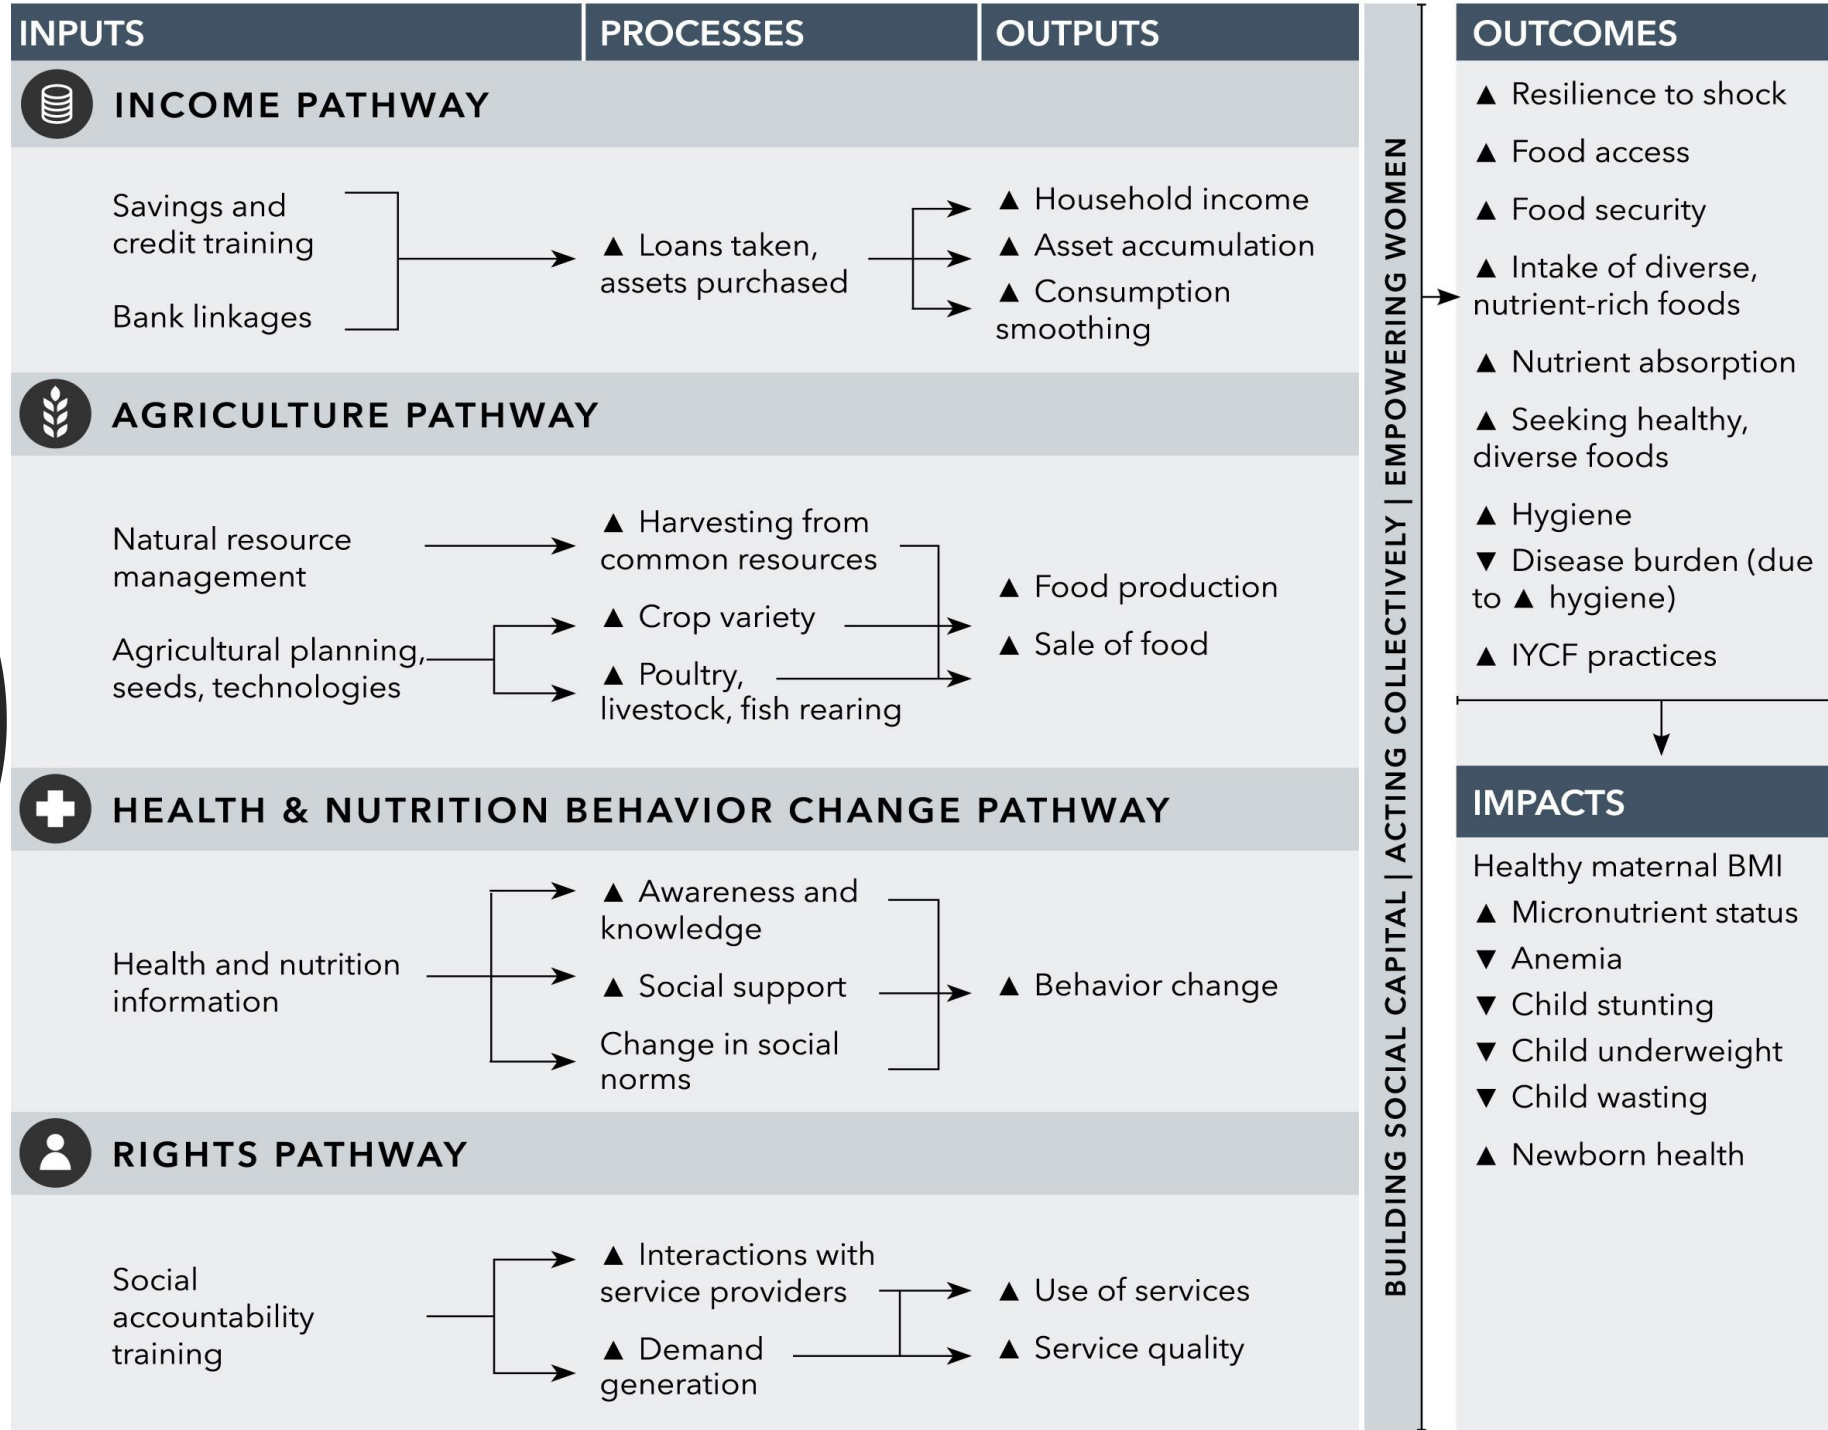 INPUTS
PROCESSES
OUTPUTS
INCOME PATHWAY
Savings and
credit training
Bank linkages
▲ Loans taken,
assets purchased
▲ Household income
▲ Asset accumulation
▲ Consumption
smoothing
AGRICULTURE PATHWAY
Natural resource
management
Agricultural planning,
seeds, technologies
▲ Harvesting from
common resources
▲ Crop variety
▲ Poultry,
livestock, fish rearing
▲ Food production
▲ Sale of food
HEALTH & NUTRITION BEHAVIOR CHANGE PATHWAY
Health and nutrition
information
▲ Awareness and
knowledge
▲ Social support
Change in social
norms
▲ Behavior change
RIGHTS PATHWAY
Social
accountability
training
▲ Interactions with
service providers
▲ Demand
generation
▲ Use of services
▲ Service quality
BUILDING SOCIAL CAPITAL | ACTING COLLECTIVELY | EMPOWERING WOMEN
OUTCOMES
▲ Resilience to shock
▲ Food access
▲ Food security
▲ Intake of diverse,
nutrient-rich foods
▲ Nutrient absorption
▲ Seeking healthy,
diverse foods
▲ Hygiene
▼ Disease burden (due
to ▲ hygiene)
▲ IYCF practices
IMPACTS
Healthy maternal BMI
▲ Micronutrient status
▼ Anemia
▼ Child stunting
▼ Child underweight
▼ Child wasting
▲ Newborn health